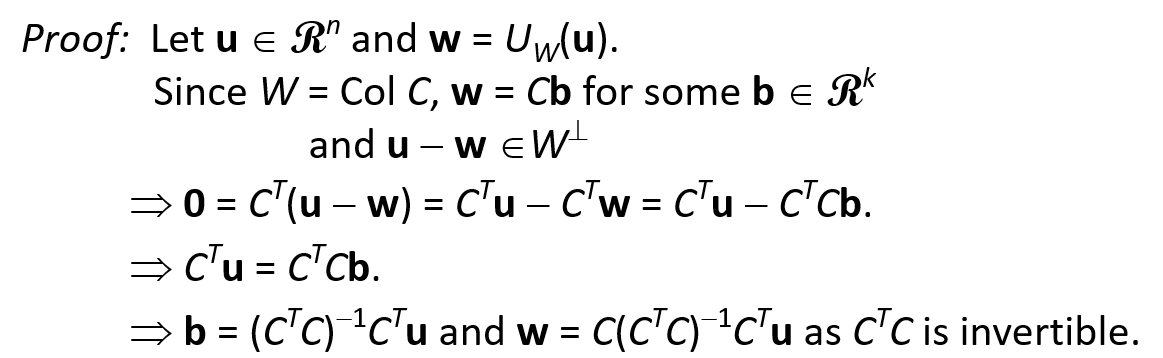 Proof: Let u ∈ 𝓡ⁿ and w = U_W(u).
Since W = Col C, w = Cb for some b ∈ 𝓡ᵏ
and u − w ∈ W^⊥
⇒ 0 = Cᵀ(u − w) = Cᵀu − Cᵀw = Cᵀu − CᵀCb.
⇒ Cᵀu = CᵀCb.
⇒ b = (CᵀC)⁻¹Cᵀu and w = C(CᵀC)⁻¹Cᵀu as CᵀC is invertible.